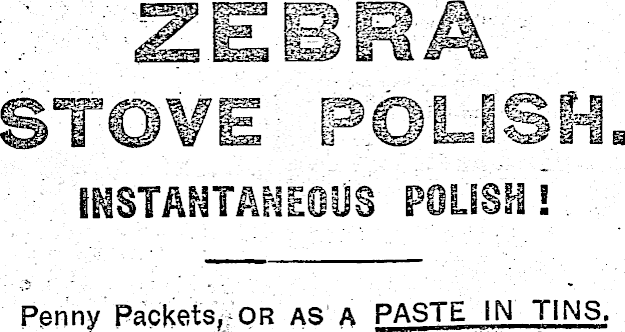 ZEBRA
STOVE POLISH.
INSTANTANEOUS POLISH!
Penny Packets, OR AS A PASTE IN TINS.